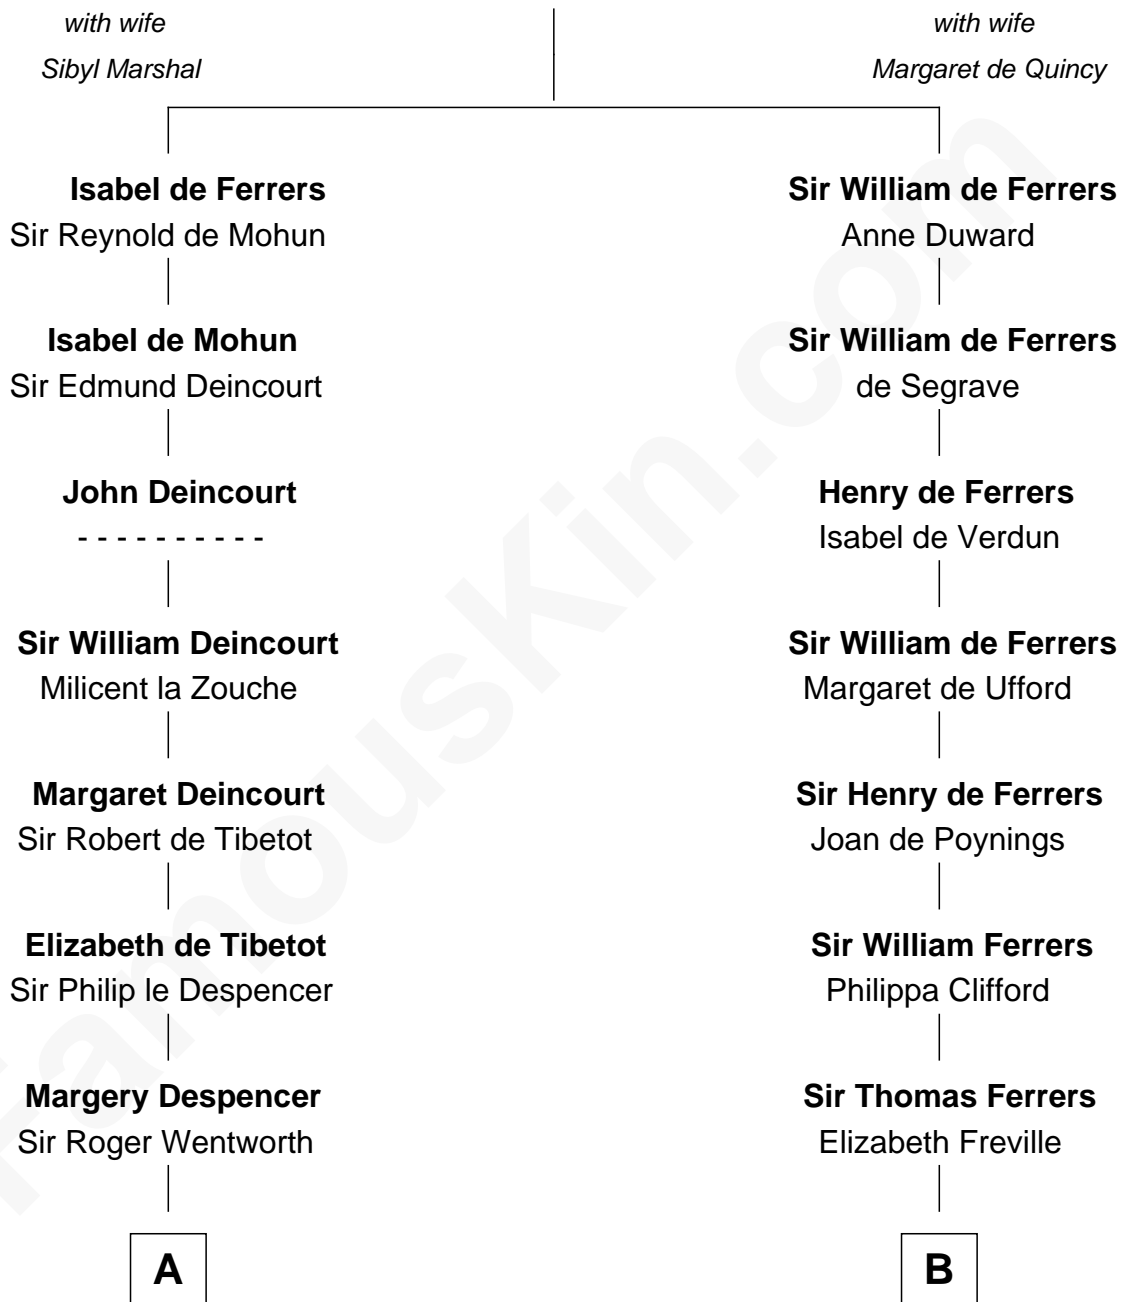 with wife
Sibyl Marshal
with wife
Margaret de Quincy
Isabel de Ferrers
Sir Reynold de Mohun
Sir William de Ferrers
Anne Duward
Isabel de Mohun
Sir Edmund Deincourt
Sir William de Ferrers
de Segrave
John Deincourt
- - - - - - - - - -
Henry de Ferrers
Isabel de Verdun
Sir William Deincourt
Milicent la Zouche
Sir William de Ferrers
Margaret de Ufford
Margaret Deincourt
Sir Robert de Tibetot
Sir Henry de Ferrers
Joan de Poynings
Elizabeth de Tibetot
Sir Philip le Despencer
Sir William Ferrers
Philippa Clifford
Margery Despencer
Sir Roger Wentworth
Sir Thomas Ferrers
Elizabeth Freville
A
B
FamousKin.com